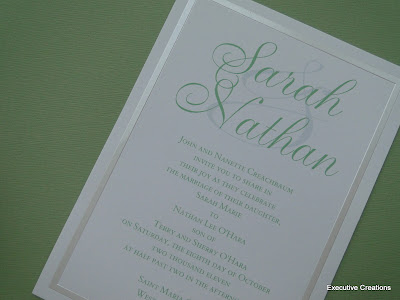 Sarah
&
Nathan
John and Nanette
invite you to share in
their joy as they celebrate
the marriage of their daughter,
Sarah Marie
to
Nathan Lee O'Hara
son of
Terry and Sherry O'Hara
on Saturday, the eighth day of October
two thousand eleven
at half past two in the afternoon
Saint Maria
Executive Creations